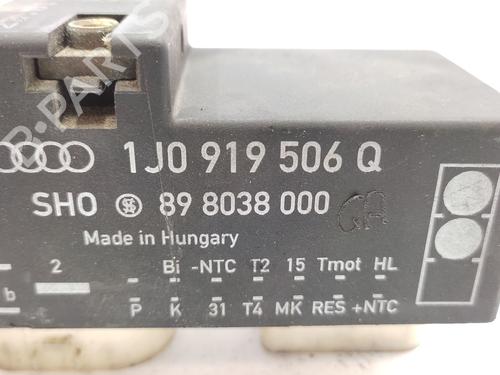 B-PARTS
1J0 919 506 Q
SHO 89 8038 000 GA
Made in Hungary
2 Bi -NTC T2 15 Tmot HL
b P K 31 T4 MK RES +NTC